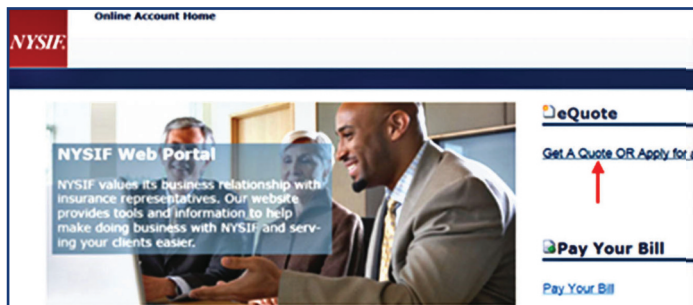 Online Account Home
NYSIF.
eQuote
Get A Quote OR Apply for a
NYSIF Web Portal
NYSIF values its business relationship with
insurance representatives. Our website
provides tools and information to help
make doing business with NYSIF and serv-
ing your clients easier.
Pay Your Bill
Pay Your Bill